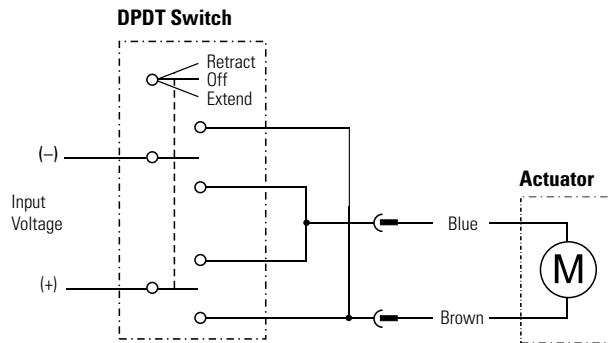 DPDT Switch
Retract
Off
Extend
(–)
Input
Voltage
(+)
Blue
Brown
Actuator
M